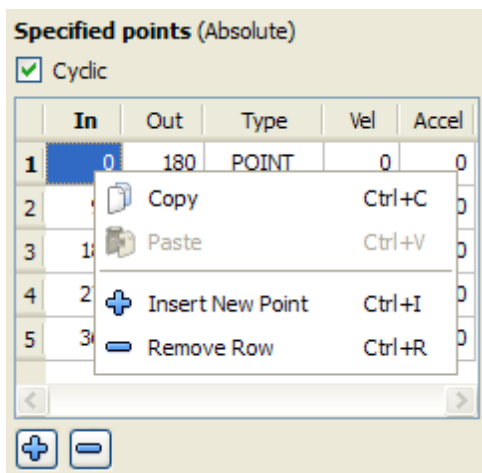 Specified points (Absolute)
Cyclic
In Out Type Vel Accel
1 0 180 POINT 0 0
2
Copy Ctrl+C
3 Paste Ctrl+V
4 Insert New Point Ctrl+I
5 Remove Row Ctrl+R